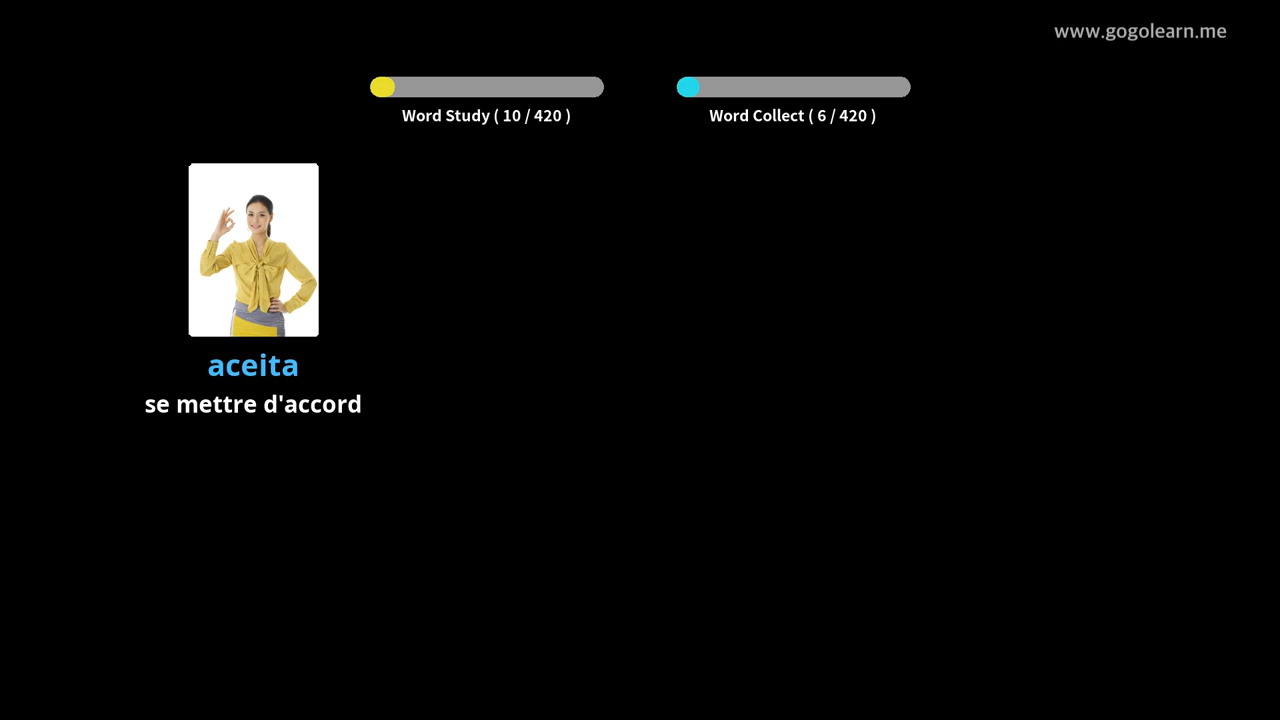 www.gogolearn.me
Word Study ( 10 / 420 )
Word Collect ( 6 / 420 )
aceita
se mettre d'accord